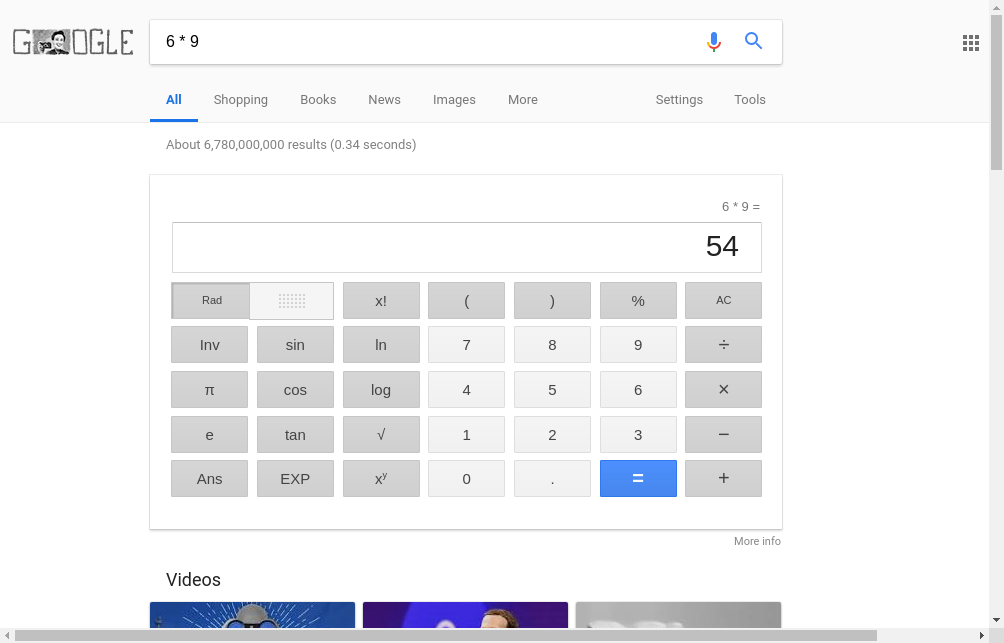 GOOGLE
6 * 9
All Shopping Books News Images More Settings Tools
About 6,780,000,000 results (0.34 seconds)
6 * 9 =
54
Rad x! ( ) % AC
Inv sin ln 7 8 9 ÷
π cos log 4 5 6 ×
e tan √ 1 2 3 −
Ans EXP xʸ 0 . = +
More info
Videos